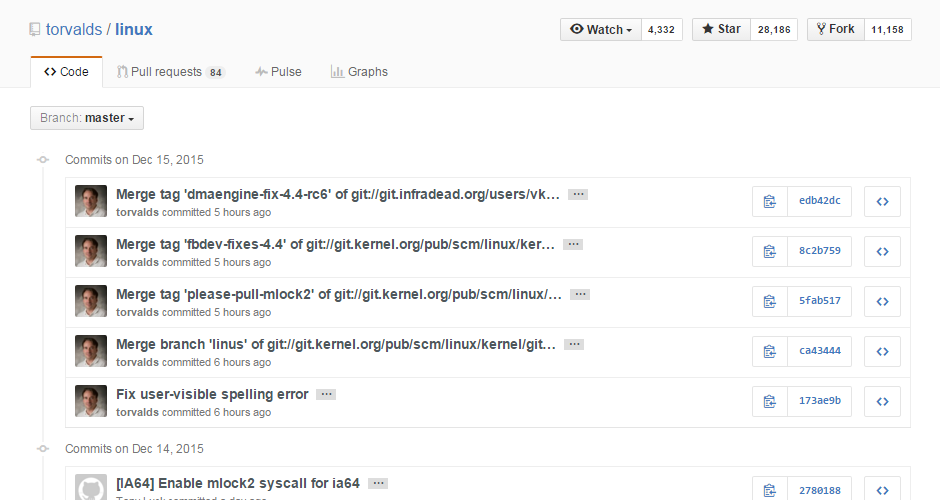 torvalds / linux
Watch 4,332 Star 28,186 Fork 11,158
Code Pull requests 84 Pulse Graphs
Branch: master
Commits on Dec 15, 2015
Merge tag 'dmaengine-fix-4.4-rc6' of git://git.infradead.org/users/vk… …
edb42dc
torvalds committed 5 hours ago
Merge tag 'fbdev-fixes-4.4' of git://git.kernel.org/pub/scm/linux/ker… …
8c2b759
torvalds committed 5 hours ago
Merge tag 'please-pull-mlock2' of git://git.kernel.org/pub/scm/linux/… …
5fab517
torvalds committed 5 hours ago
Merge branch 'linus' of git://git.kernel.org/pub/scm/linux/kernel/git… …
ca43444
torvalds committed 6 hours ago
Fix user-visible spelling error …
173ae9b
torvalds committed 6 hours ago
Commits on Dec 14, 2015
[IA64] Enable mlock2 syscall for ia64 …
2780188